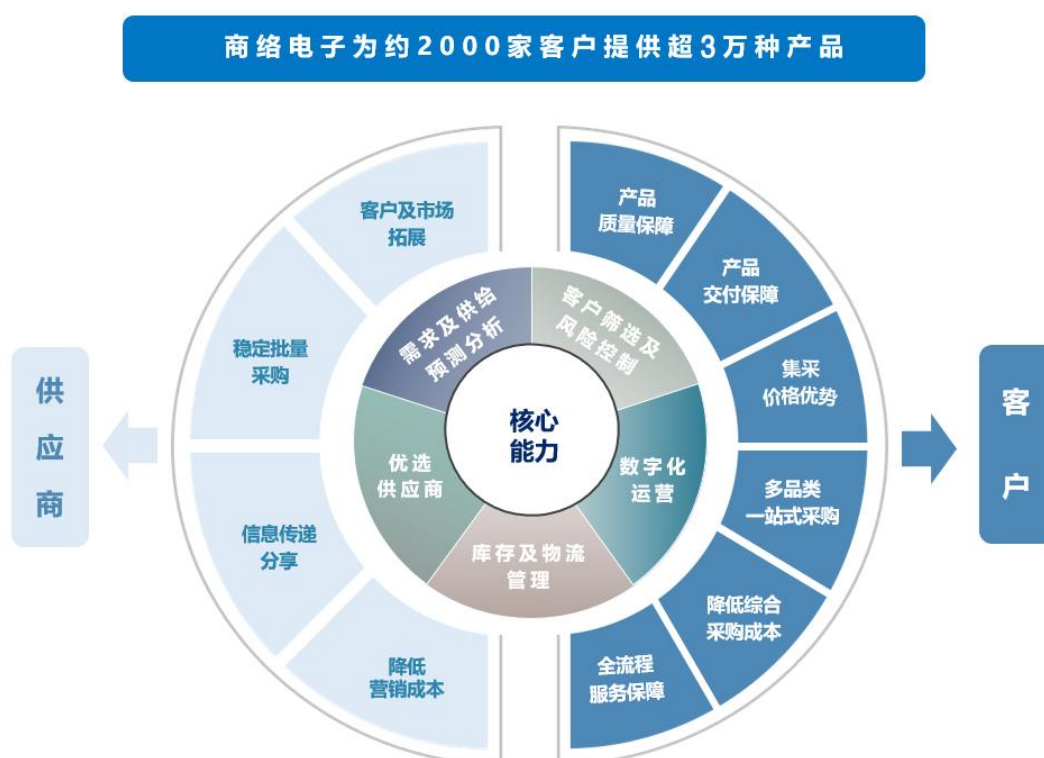 商络电子为约2000家客户提供超3万种产品
客户及市场
拓展
稳定批量
采购
信息传递
分享
降低
营销成本
供
应
商
需求及供给
预测分析
客户筛选及
风险控制
优选
供应商
数字化
运营
库存及物流
管理
核心
能力
产品
质量保障
产品
交付保障
集采
价格优势
多品类
一站式采购
降低综合
采购成本
全流程
服务保障
客
户